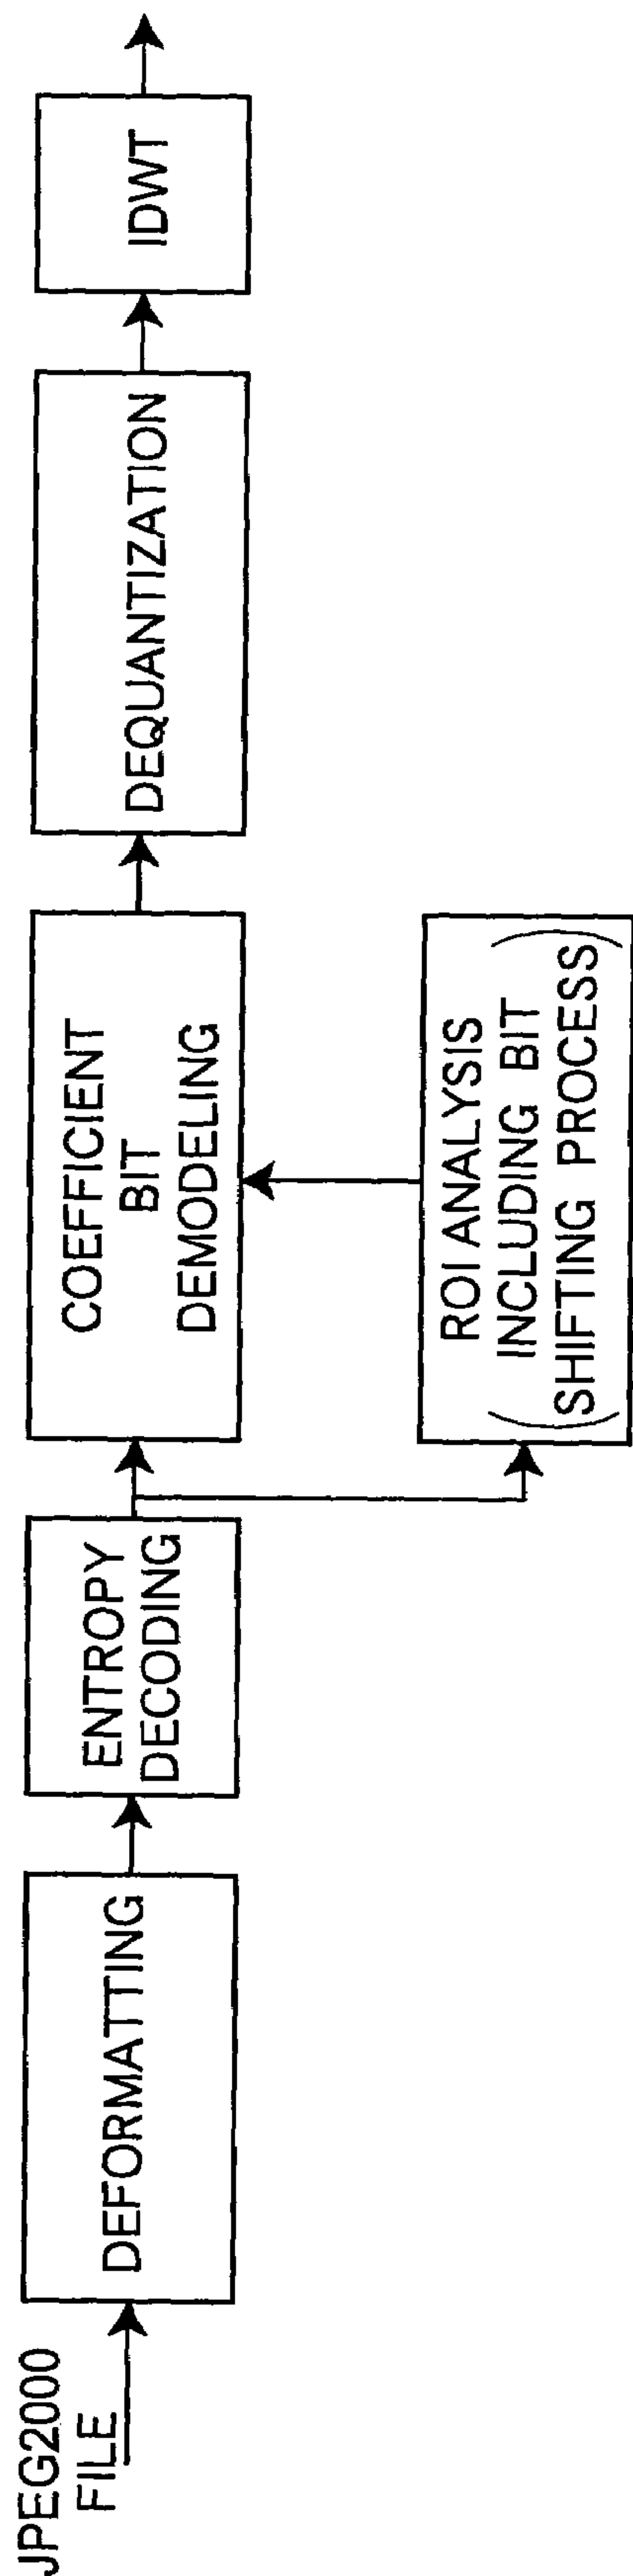 JPEG2000
FILE
DEFORMATTING
ENTROPY
DECODING
COEFFICIENT
BIT
DEMODELING
ROI ANALYSIS
(INCLUDING BIT
SHIFTING PROCESS)
DEQUANTIZATION
IDWT